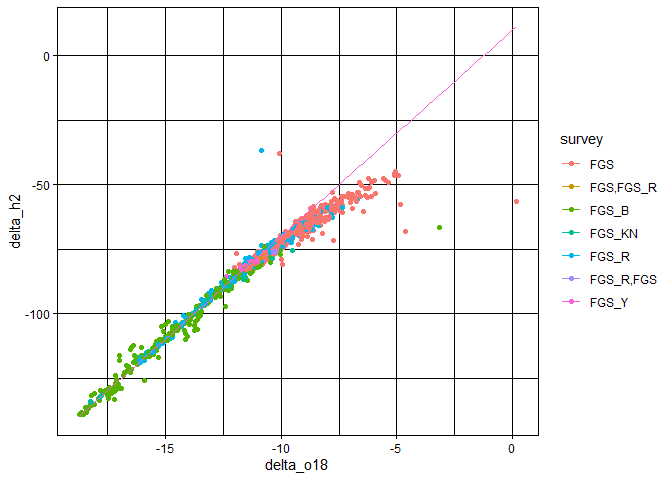 0
-50
-100
delta_h2
-15
-10
-5
0
delta_o18
survey
FGS
FGS,FGS_R
FGS_B
FGS_KN
FGS_R
FGS_R,FGS
FGS_Y